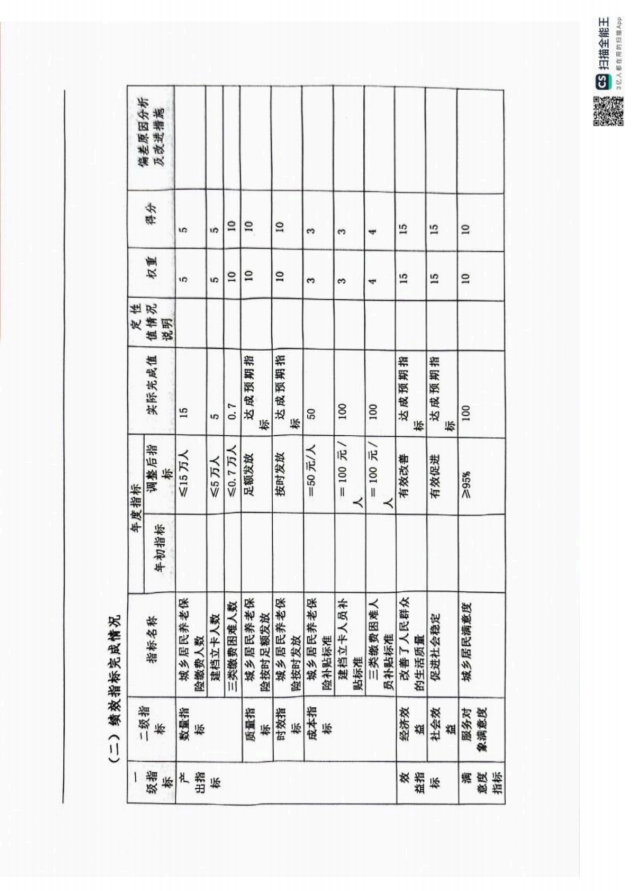 （二）绩效指标完成情况
一级指标 二级指标 指标名称 年度指标 实际完成值 定性值情况说明 权重 得分 偏差原因分析及改进措施
年初指标 调整后指标
产出指标 数量指标 城乡居民养老保险缴费人数 ≤15万人 15 5 5
建档立卡人数 ≤5万人 5 5 5
三类缴费困难人数 ≤0.7万人 0.7 10 10
质量指标 城乡居民养老保险按时足额发放 足额发放 达成预期指标 10 10
时效指标 城乡居民养老保险按时发放 按时发放 达成预期指标 10 10
成本指标 城乡居民养老保险补贴标准 ＝50元/人 50 3 3
建档立卡人员补贴标准 ＝100元/人 100 3 3
三类缴费困难人员补贴标准 ＝100元/人 100 4 4
效益指标 经济效益 改善了人民群众的生活质量 有效改善 达成预期指标 15 15
社会效益 促进社会稳定 有效促进 达成预期指标 15 15
满意度指标 服务对象满意度 城乡居民满意度 ≥95% 100 10 10
CS 扫描全能王
3亿人都在用的扫描App